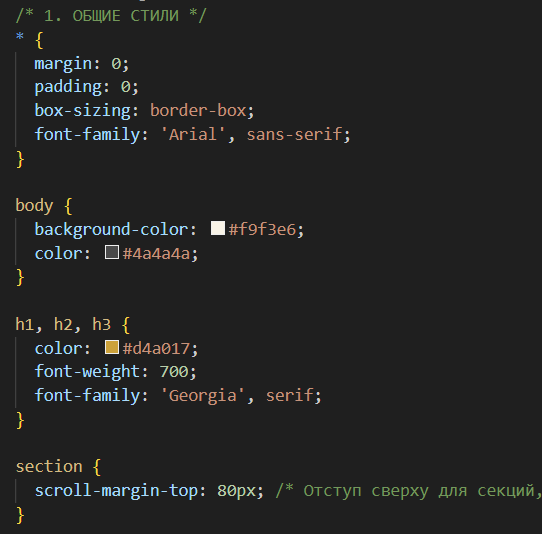 /* 1. ОБЩИЕ СТИЛИ */
* {
  margin: 0;
  padding: 0;
  box-sizing: border-box;
  font-family: 'Arial', sans-serif;
}

body {
  background-color: #f9f3e6;
  color: #4a4a4a;
}

h1, h2, h3 {
  color: #d4a017;
  font-weight: 700;
  font-family: 'Georgia', serif;
}

section {
  scroll-margin-top: 80px; /* Отступ сверху для секций,
}